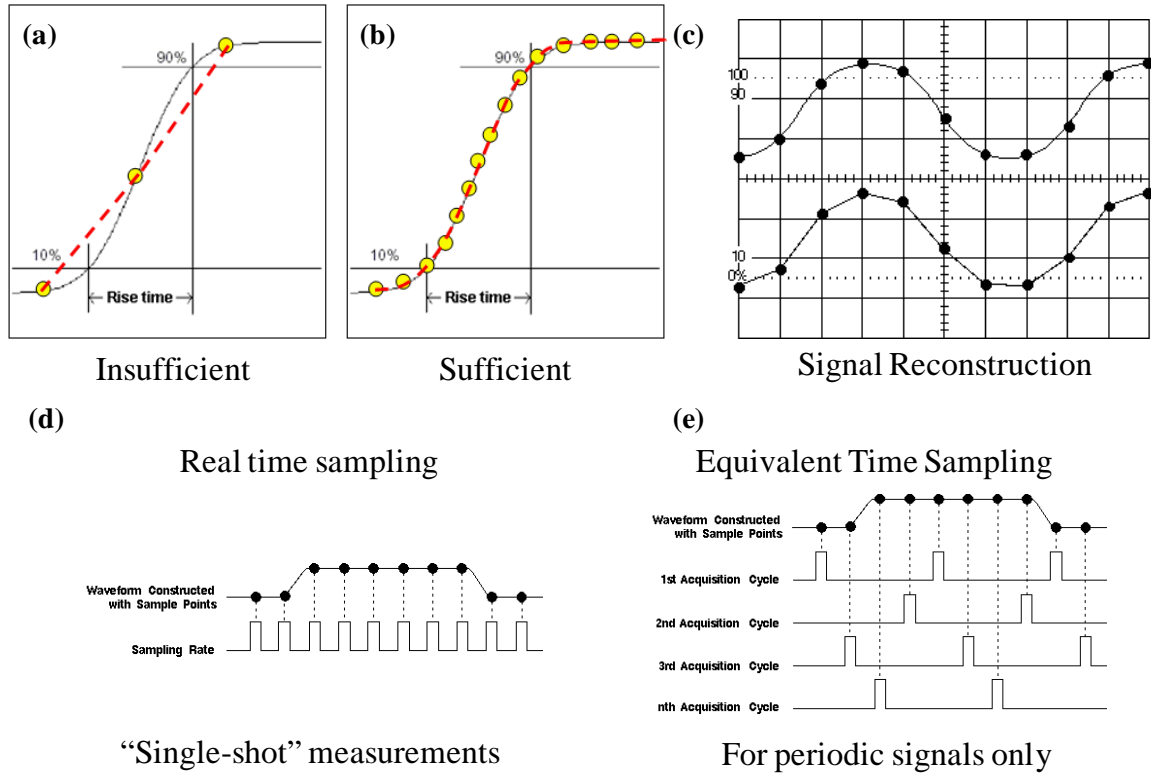 (a)
90%
10%
Rise time
Insufficient
(b)
90%
10%
Rise time
Sufficient
(c)
100
90
10
0%
Signal Reconstruction
(d)
Real time sampling
Waveform Constructed
with Sample Points
Sampling Rate
“Single-shot” measurements
(e)
Equivalent Time Sampling
Waveform Constructed
with Sample Points
1st Acquisition Cycle
2nd Acquisition Cycle
3rd Acquisition Cycle
nth Acquisition Cycle
For periodic signals only